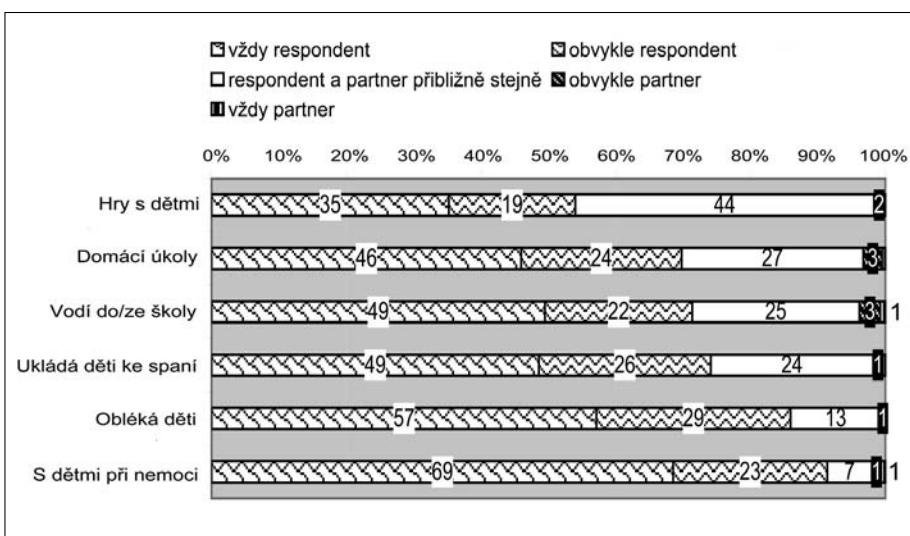 vždy respondent obvykle respondent
respondent a partner přibližně stejně obvykle partner
vždy partner
0% 10% 20% 30% 40% 50% 60% 70% 80% 90% 100%
Hry s dětmi 35 19 44 2
Domácí úkoly 46 24 27 3
Vodí do/ze školy 49 22 25 3 1
Ukládá děti ke spaní 49 26 24 1
Obléká děti 57 29 13 1
S dětmi při nemoci 69 23 7 1 1